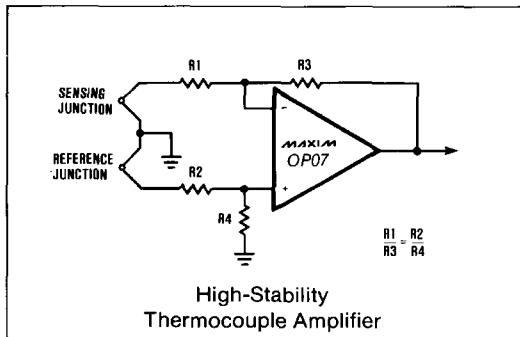 R1
R3
SENSING
JUNCTION
REFERENCE
JUNCTION
R2
R4
-
MAXIM
OP07
+
R1 = R2
R3 R4
High-Stability
Thermocouple Amplifier